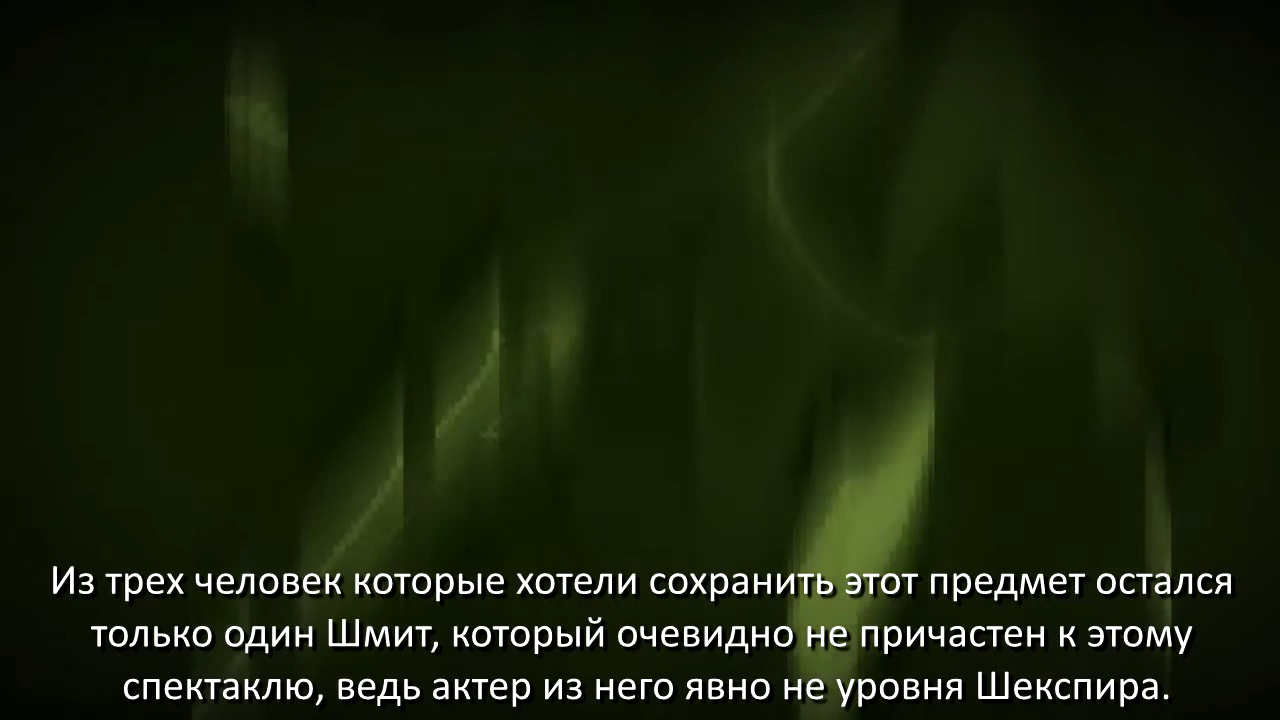 Из трех человек которые хотели сохранить этот предмет остался
только один Шмит, который очевидно не причастен к этому
спектаклю, ведь актер из него явно не уровня Шекспира.